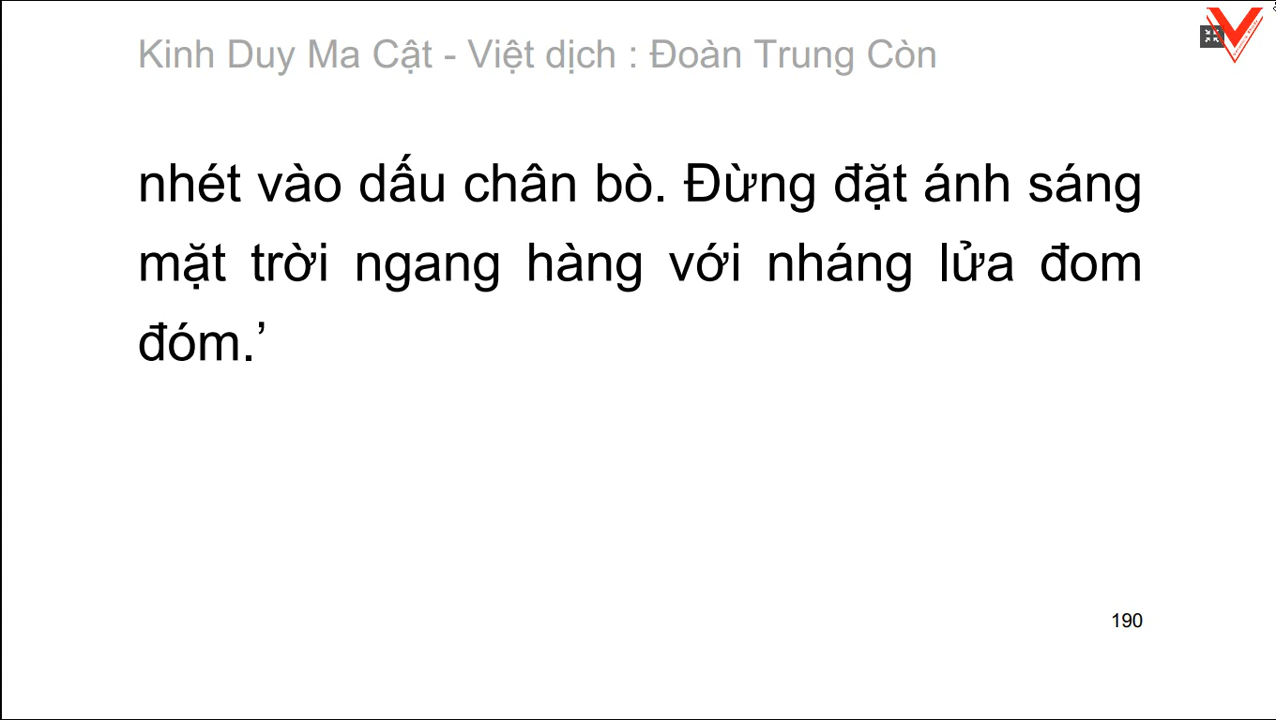 Kinh Duy Ma Cật - Việt dịch : Đoàn Trung Còn
nhét vào dấu chân bò. Đừng đặt ánh sáng
mặt trời ngang hàng với nháng lửa đom
đóm.’
190